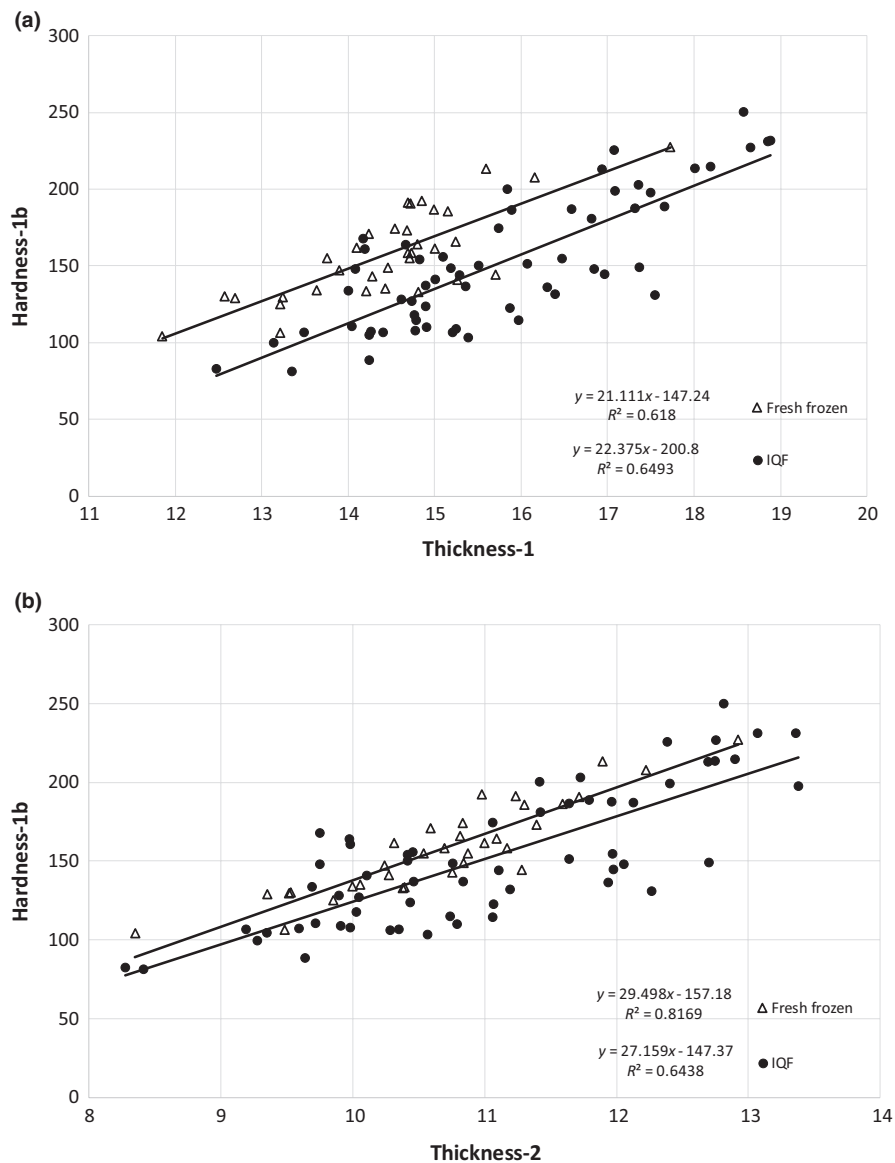 (a)
300
250
200
150
100
50
0
Hardness-1b
11 12 13 14 15 16 17 18 19 20
Thickness-1
y = 21.111x - 147.24
R² = 0.618
Fresh frozen
y = 22.375x - 200.8
R² = 0.6493
IQF
(b)
300
250
200
150
100
50
0
Hardness-1b
8 9 10 11 12 13 14
Thickness-2
y = 29.498x - 157.18
R² = 0.8169
Fresh frozen
y = 27.159x - 147.37
R² = 0.6438
IQF